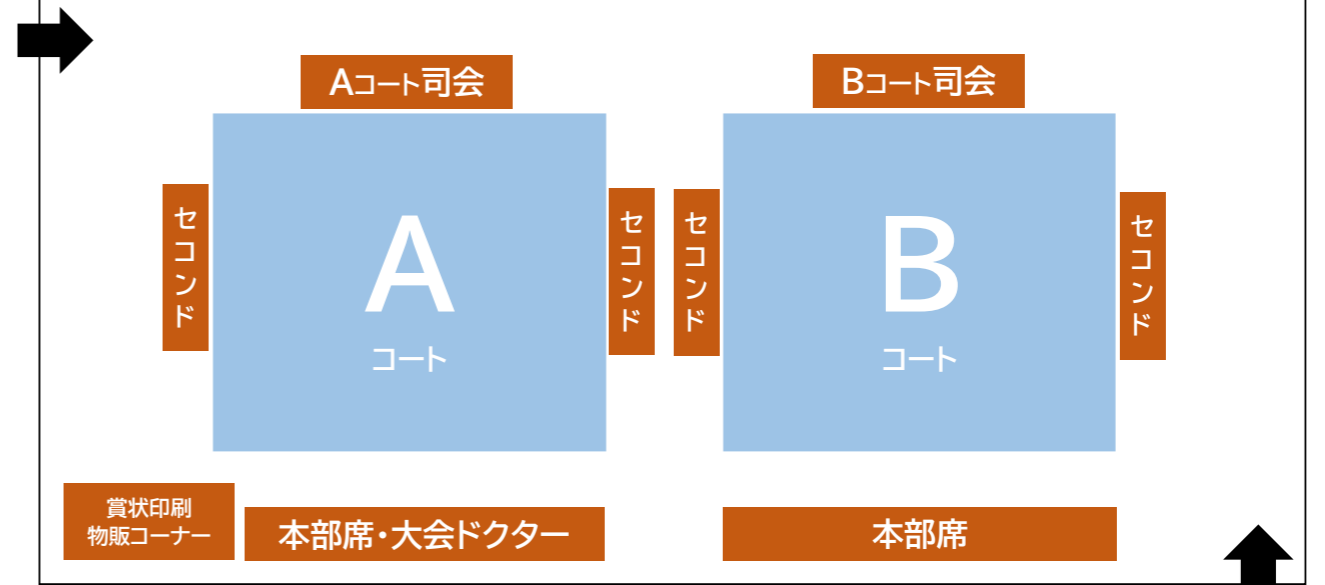 Aコート司会
Bコート司会
セコンド
A
コート
セコンド
セコンド
B
コート
セコンド
賞状印刷
物販コーナー
本部席・大会ドクター
本部席